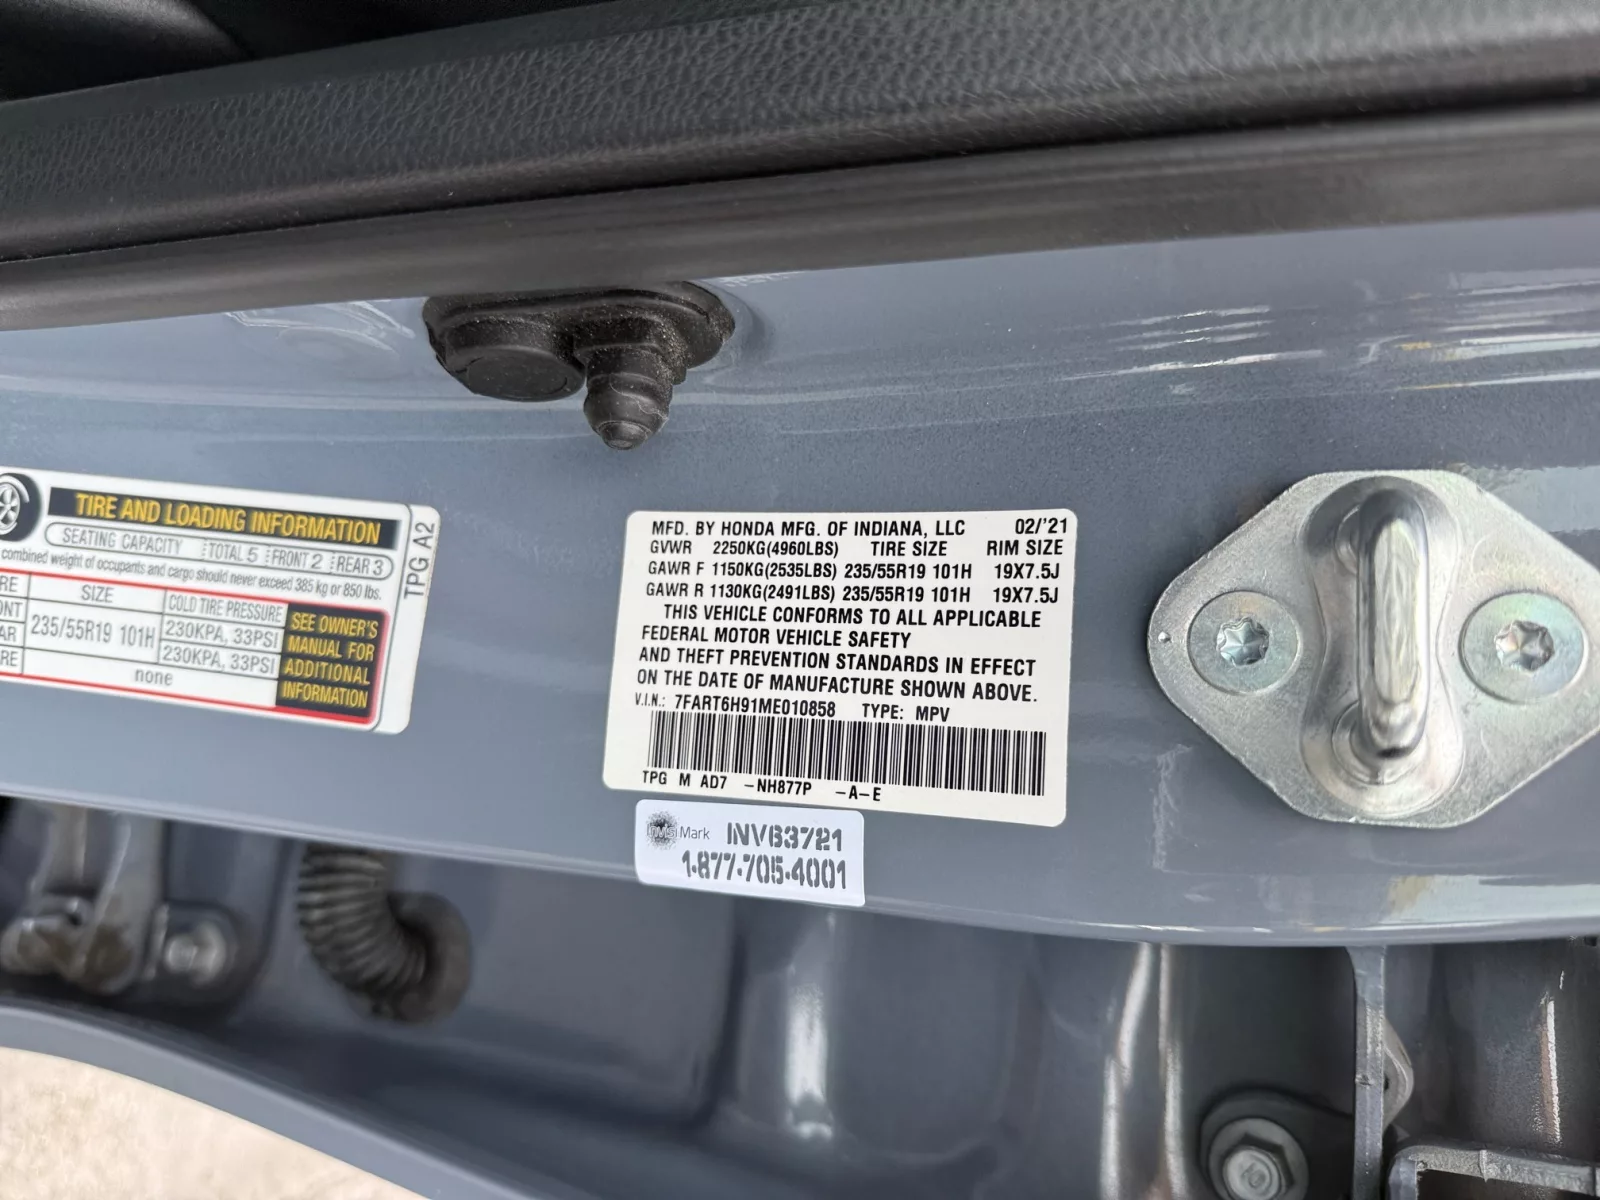 TIRE AND LOADING INFORMATION
SEATING CAPACITY TOTAL 5 FRONT 2 REAR 3
combined weight of occupants and cargo should never exceed 385 kg or 850 lbs.
SIZE COLD TIRE PRESSURE
235/55R19 101H 230KPA, 33PSI
230KPA, 33PSI
none
SEE OWNER'S
MANUAL FOR
ADDITIONAL
INFORMATION
TPG A2
MFD. BY HONDA MFG. OF INDIANA, LLC 02/'21
GVWR 2250KG(4960LBS) TIRE SIZE RIM SIZE
GAWR F 1150KG(2535LBS) 235/55R19 101H 19X7.5J
GAWR R 1130KG(2491LBS) 235/55R19 101H 19X7.5J
THIS VEHICLE CONFORMS TO ALL APPLICABLE
FEDERAL MOTOR VEHICLE SAFETY
AND THEFT PREVENTION STANDARDS IN EFFECT
ON THE DATE OF MANUFACTURE SHOWN ABOVE.
V.I.N.: 7FART6H91ME010858 TYPE: MPV
TPG M AD7 -NH877P -A-E
InvisiMark INV63721
1-877-705-4001